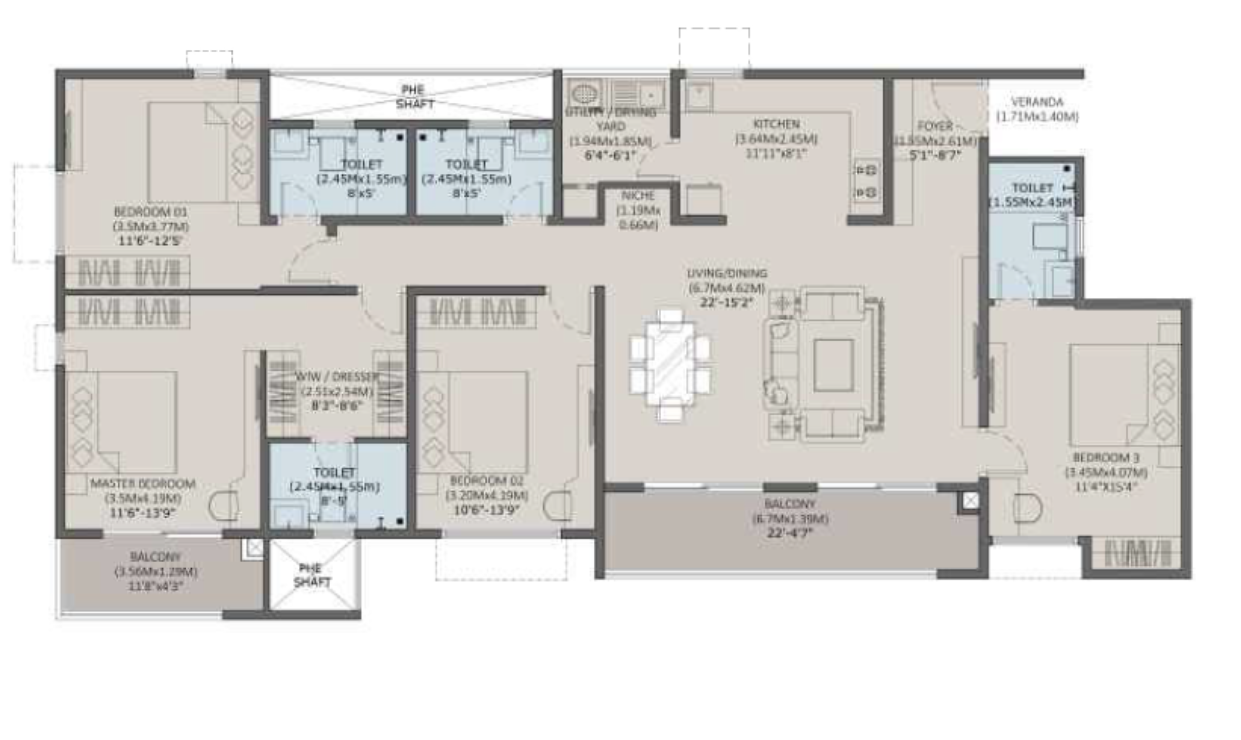 PHE
SHAFT
VERANDA
(1.71Mx1.40M)
UTILITY / DRYING
YARD
(1.94Mx1.85M)
6'4"-6'1"
KITCHEN
(3.64Mx2.45M)
11'11"x8'1"
FOYER
(1.55Mx2.61M)
5'1"-8'7"
TOILET
(2.45Mx1.55m)
8'x5'
TOILET
(2.45Mx1.55m)
8'x5'
TOILET
(1.55Mx2.45M)
NICHE
(1.19Mx
0.66M)
BEDROOM 01
(3.5Mx3.77M)
11'6"-12'5'
LIVING/DINING
(6.7Mx4.62M)
22'-15'2"
WIW / DRESSER
(2.51x2.54M)
8'3"-8'6"
MASTER BEDROOM
(3.5Mx4.19M)
11'6"-13'9"
TOILET
(2.45Mx1.55m)
8'-5'
BEDROOM 02
(3.20Mx4.19M)
10'6"-13'9"
BEDROOM 3
(3.45Mx4.07M)
11'4"X15'4"
BALCONY
(6.7Mx1.39M)
22'-4'7"
BALCONY
(3.56Mx1.29M)
11'8"x4'3"
PHE
SHAFT